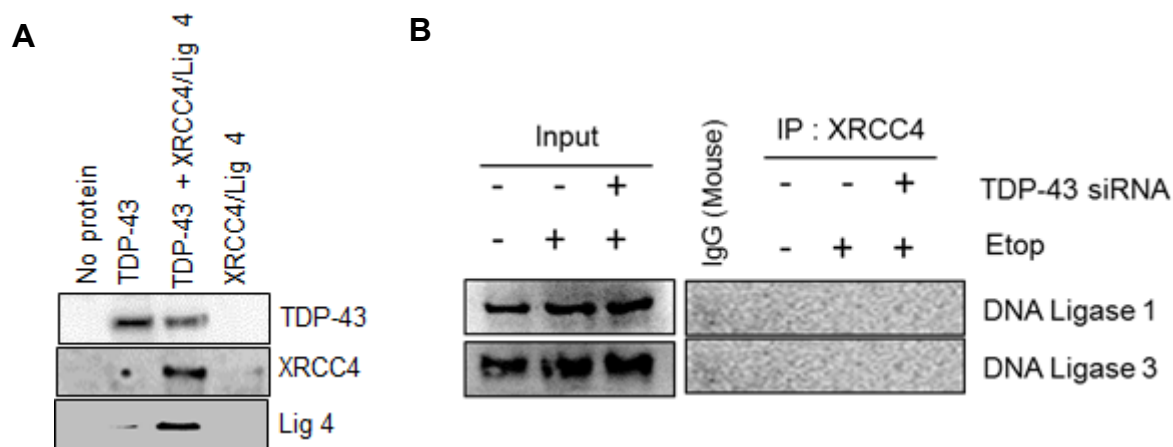 A
No protein
TDP-43
TDP-43 + XRCC4/Lig 4
XRCC4/Lig 4
TDP-43
XRCC4
Lig 4
B
Input
IgG (Mouse)
IP : XRCC4
- - + - - + TDP-43 siRNA
- + + - + + Etop
DNA Ligase 1
DNA Ligase 3